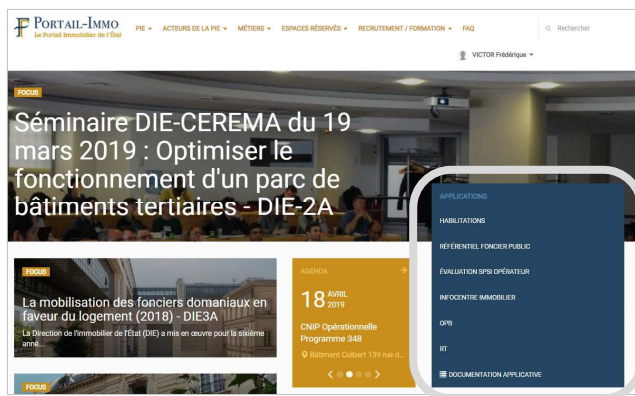 PORTAIL-IMMO
Le Portail Immobilier de l'État
PIE
ACTEURS DE LA PIE
MÉTIERS
ESPACES RÉSERVÉS
RECRUTEMENT / FORMATION
FAQ
Rechercher
VICTOR Frédérique
FOCUS
Séminaire DIE-CEREMA du 19
mars 2019 : Optimiser le
fonctionnement d'un parc de
bâtiments tertiaires - DIE-2A
APPLICATIONS
HABILITATIONS
RÉFÉRENTIEL FONCIER PUBLIC
ÉVALUATION SPSI OPÉRATEUR
INFOCENTRE IMMOBILIER
OPB
RT
DOCUMENTATION APPLICATIVE
FOCUS
La mobilisation des fonciers domaniaux en
faveur du logement (2018) - DIE3A
La Direction de l'immobilier de l'État (DIE) a mis en œuvre pour la sixième
anné...
AGENDA
18 AVRIL
2019
CNIP Opérationnelle
Programme 348
Bâtiment Colbert 139 rue d...
FOCUS